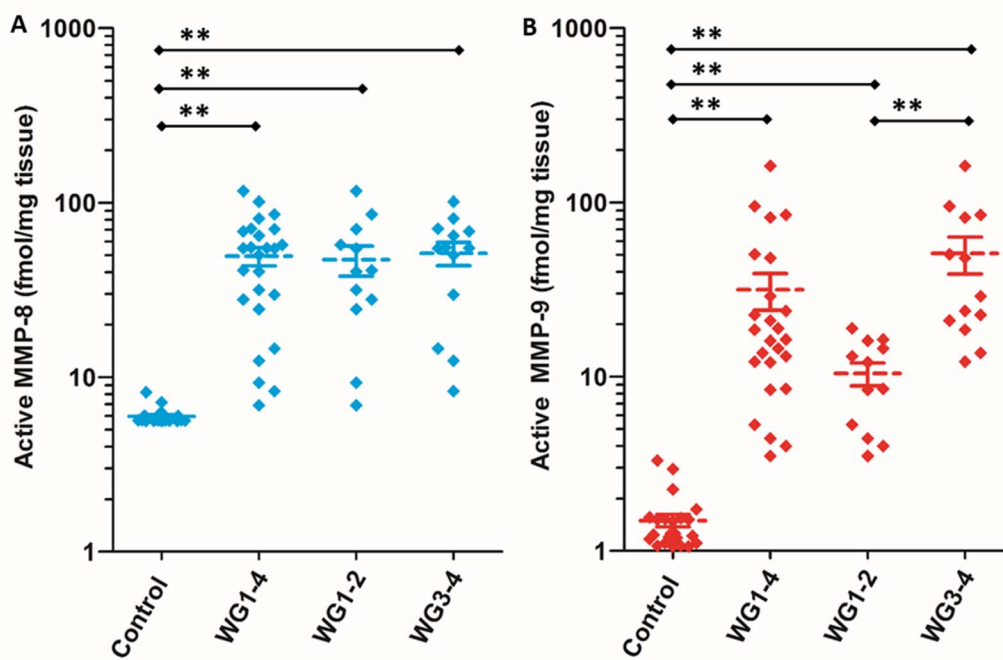 A
Active MMP-8 (fmol/mg tissue)
1000
100
10
1
**
**
**
Control
WG1-4
WG1-2
WG3-4
B
Active MMP-9 (fmol/mg tissue)
1000
100
10
1
**
**
**
**
Control
WG1-4
WG1-2
WG3-4